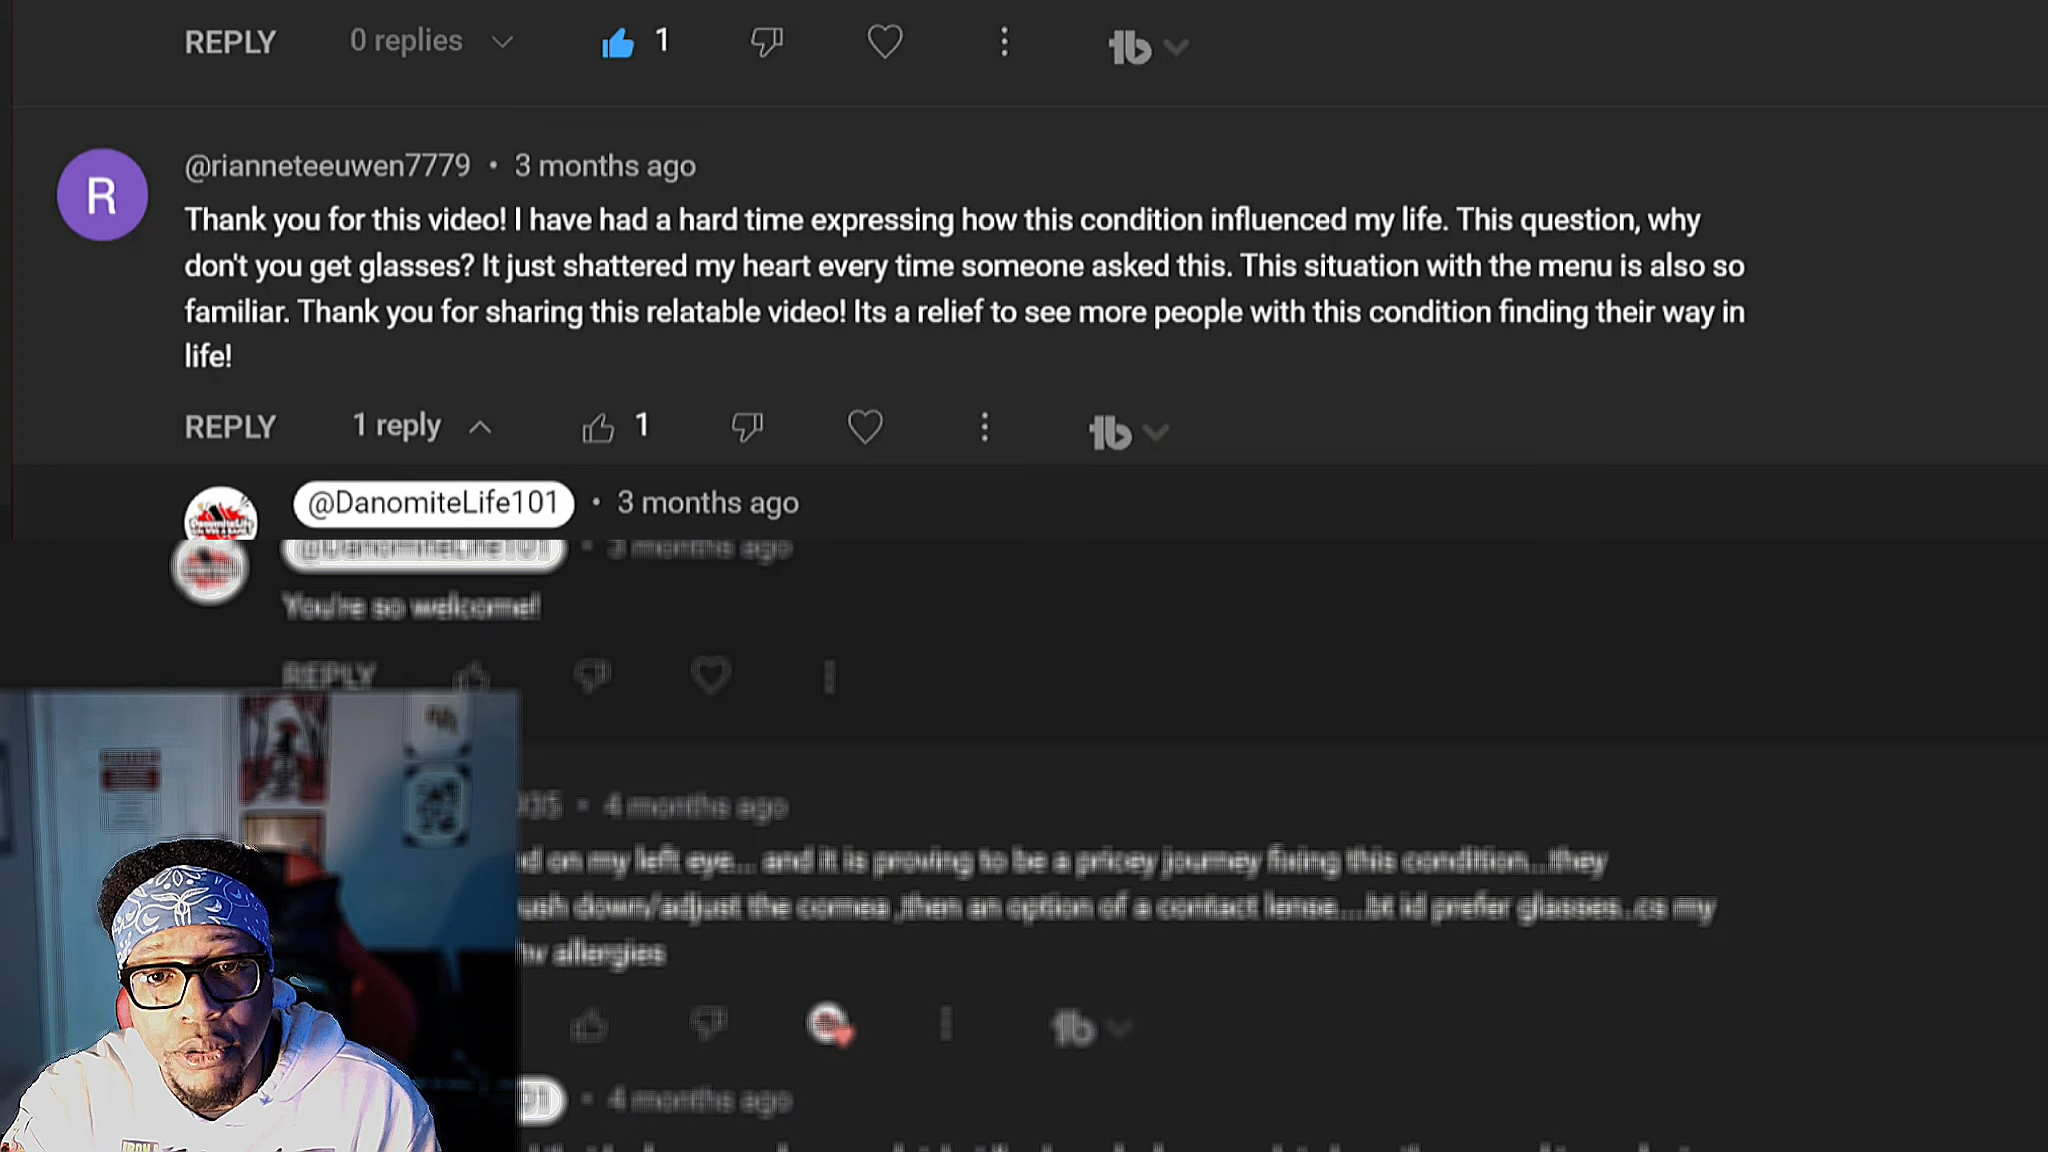 REPLY 0 replies 1
@rianneteeuwen7779 • 3 months ago
Thank you for this video! I have had a hard time expressing how this condition influenced my life. This question, why
don't you get glasses? It just shattered my heart every time someone asked this. This situation with the menu is also so
familiar. Thank you for sharing this relatable video! Its a relief to see more people with this condition finding their way in
life!
REPLY 1 reply 1
@DanomiteLife101 • 3 months ago
@DanomiteLife101 • 3 months ago
You're so welcome!
REPLY
• 4 months ago
on my left eye... and it is proving to be a pricey journey fixing this condition...they
down/adjust the cornea ,then an option of a contact lense....bt id prefer glasses..cs my
allergies
• 4 months ago